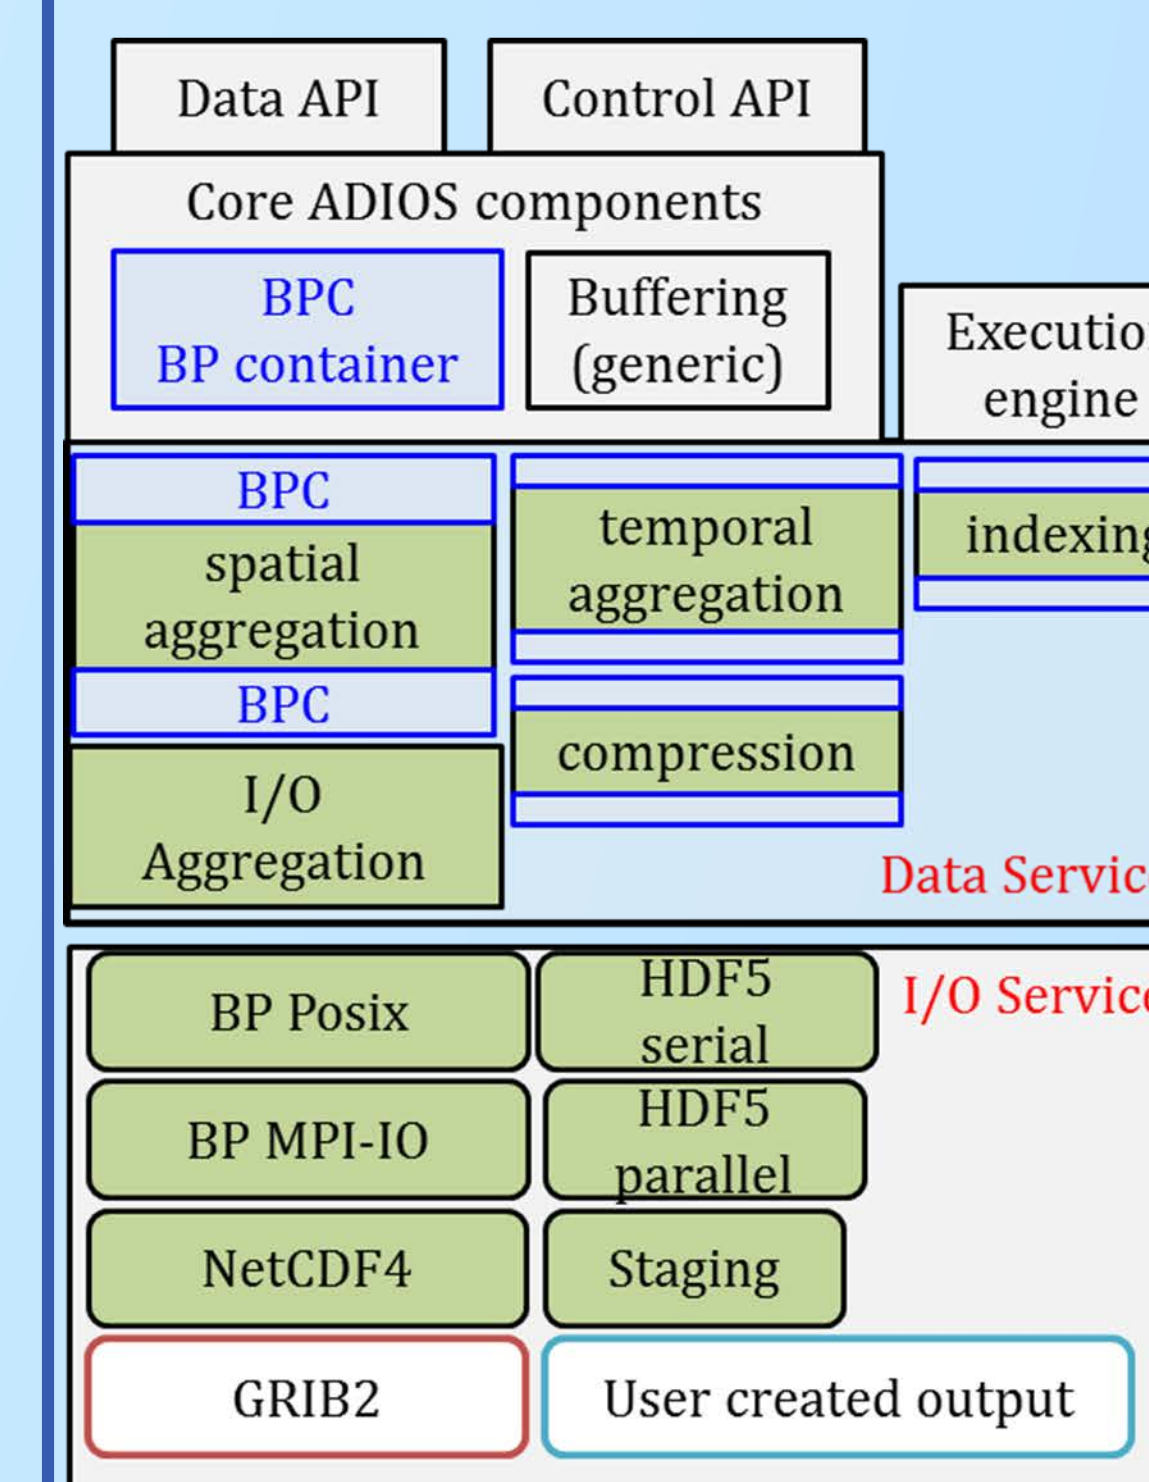 Data API
Control API
Core ADIOS components
BPC
BP container
Buffering
(generic)
Executio
engine
BPC
spatial
aggregation
BPC
I/O
Aggregation
temporal
aggregation
compression
indexing
Data Servic
I/O Servic
BP Posix
HDF5
serial
BP MPI-IO
HDF5
parallel
NetCDF4
Staging
GRIB2
User created output